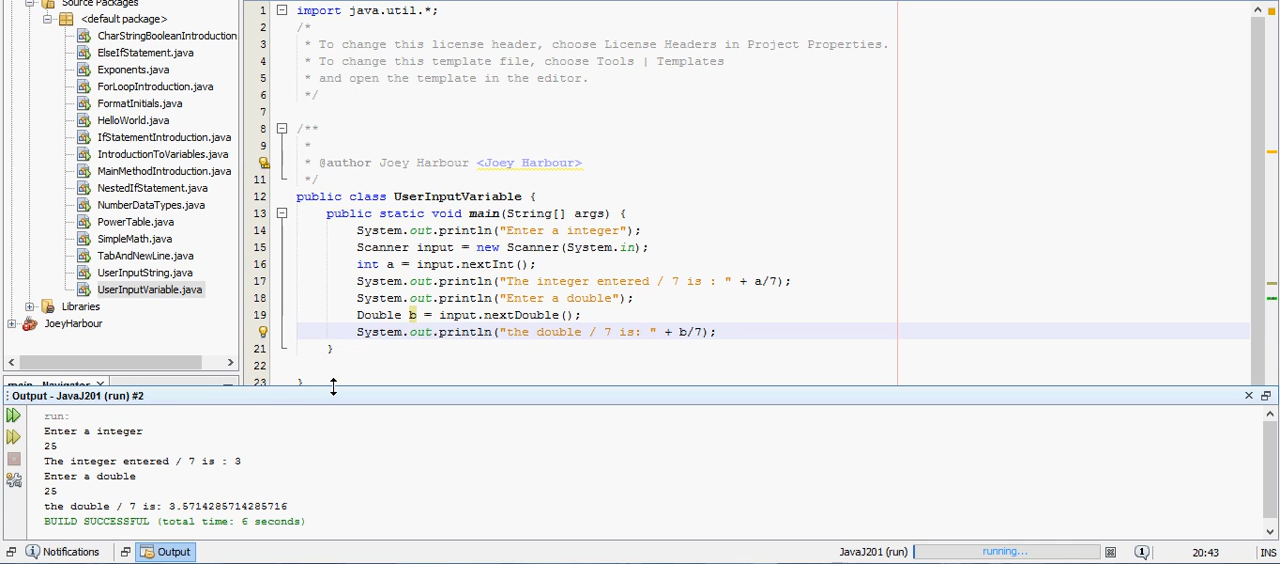 Source Packages
<default package>
CharStringBooleanIntroduction
ElseIfStatement.java
Exponents.java
ForLoopIntroduction.java
FormatInitials.java
HelloWorld.java
IfStatementIntroduction.java
IntroductionToVariables.java
MainMethodIntroduction.java
NestedIfStatement.java
NumberDataTypes.java
PowerTable.java
SimpleMath.java
TabAndNewLine.java
UserInputString.java
UserInputVariable.java
Libraries
JoeyHarbour
main - Navigator
1 import java.util.*;
2 /*
3 * To change this license header, choose License Headers in Project Properties.
4 * To change this template file, choose Tools | Templates
5 * and open the template in the editor.
6 */
7
8 /**
9 *
* @author Joey Harbour <Joey Harbour>
11 */
12 public class UserInputVariable {
13 public static void main(String[] args) {
14 System.out.println("Enter a integer");
15 Scanner input = new Scanner(System.in);
16 int a = input.nextInt();
17 System.out.println("The integer entered / 7 is : " + a/7);
18 System.out.println("Enter a double");
19 Double b = input.nextDouble();
System.out.println("the double / 7 is: " + b/7);
21 }
22
23 }
Output - JavaJ201 (run) #2
run:
Enter a integer
25
The integer entered / 7 is : 3
Enter a double
25
the double / 7 is: 3.5714285714285716
BUILD SUCCESSFUL (total time: 6 seconds)
Notifications Output JavaJ201 (run) running... 1 20:43 INS